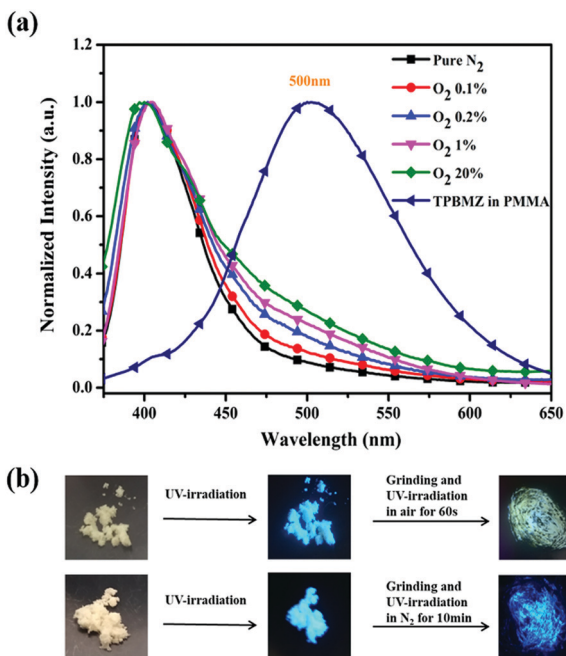 (a)
500nm
Pure N2
O2 0.1%
O2 0.2%
O2 1%
O2 20%
TPBMZ in PMMA
Normalized Intensity (a.u.)
1.2
1.0
0.8
0.6
0.4
0.2
0.0
400
450
500
550
600
650
Wavelength (nm)
(b)
UV-irradiation
Grinding and
UV-irradiation
in air for 60s
UV-irradiation
Grinding and
UV-irradiation
in N2 for 10min